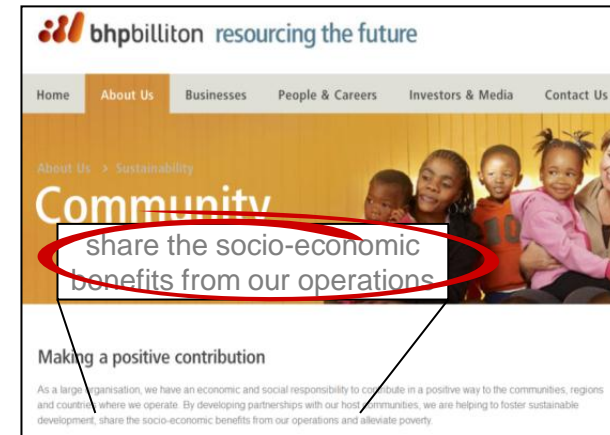 bhpbilliton resourcing the future
Home About Us Businesses People & Careers Investors & Media Contact Us
About Us > Sustainability
Community
share the socio-economic
benefits from our operations
Making a positive contribution
As a large organisation, we have an economic and social responsibility to contribute in a positive way to the communities, regions
and countries where we operate. By developing partnerships with our host communities, we are helping to foster sustainable
development, share the socio-economic benefits from our operations and alleviate poverty.